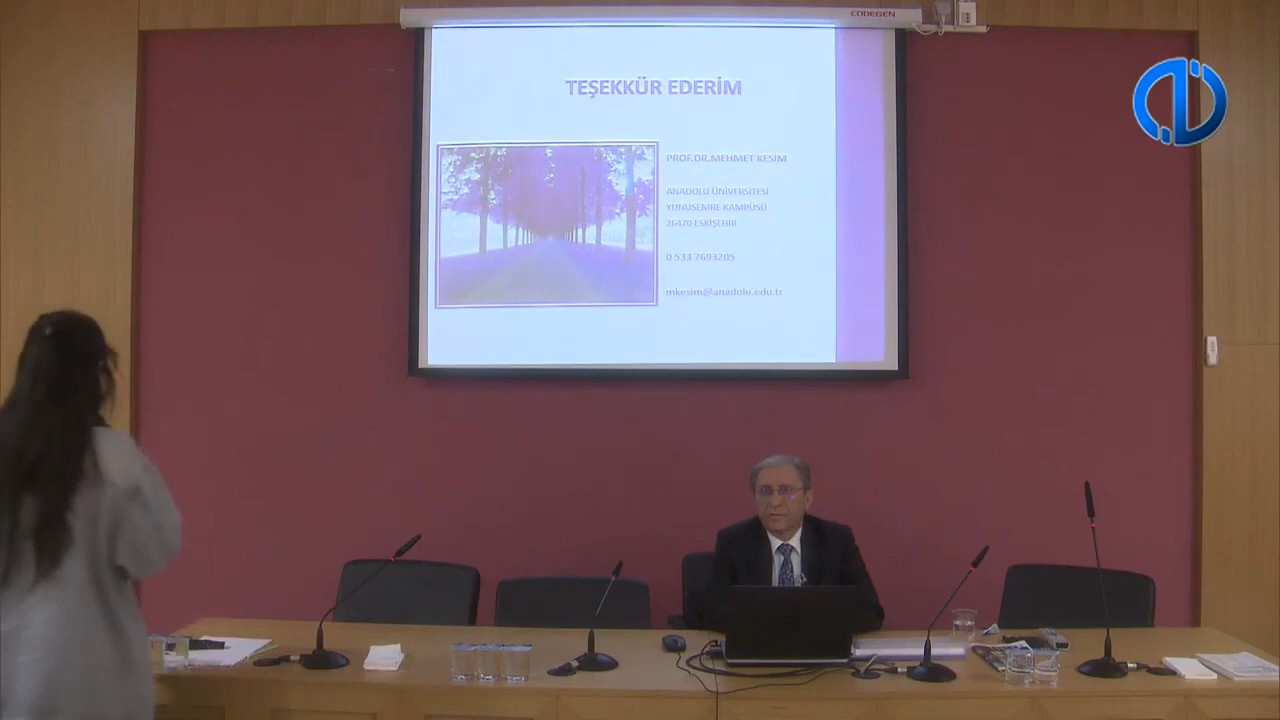 CODEGEN
TEŞEKKÜR EDERİM
PROF.DR.MEHMET KESİM
ANADOLU ÜNİVERSİTESİ
YUNUSEMRE KAMPÜSÜ
26470 ESKİŞEHİR
0 533 7693205
mkesim@anadolu.edu.tr